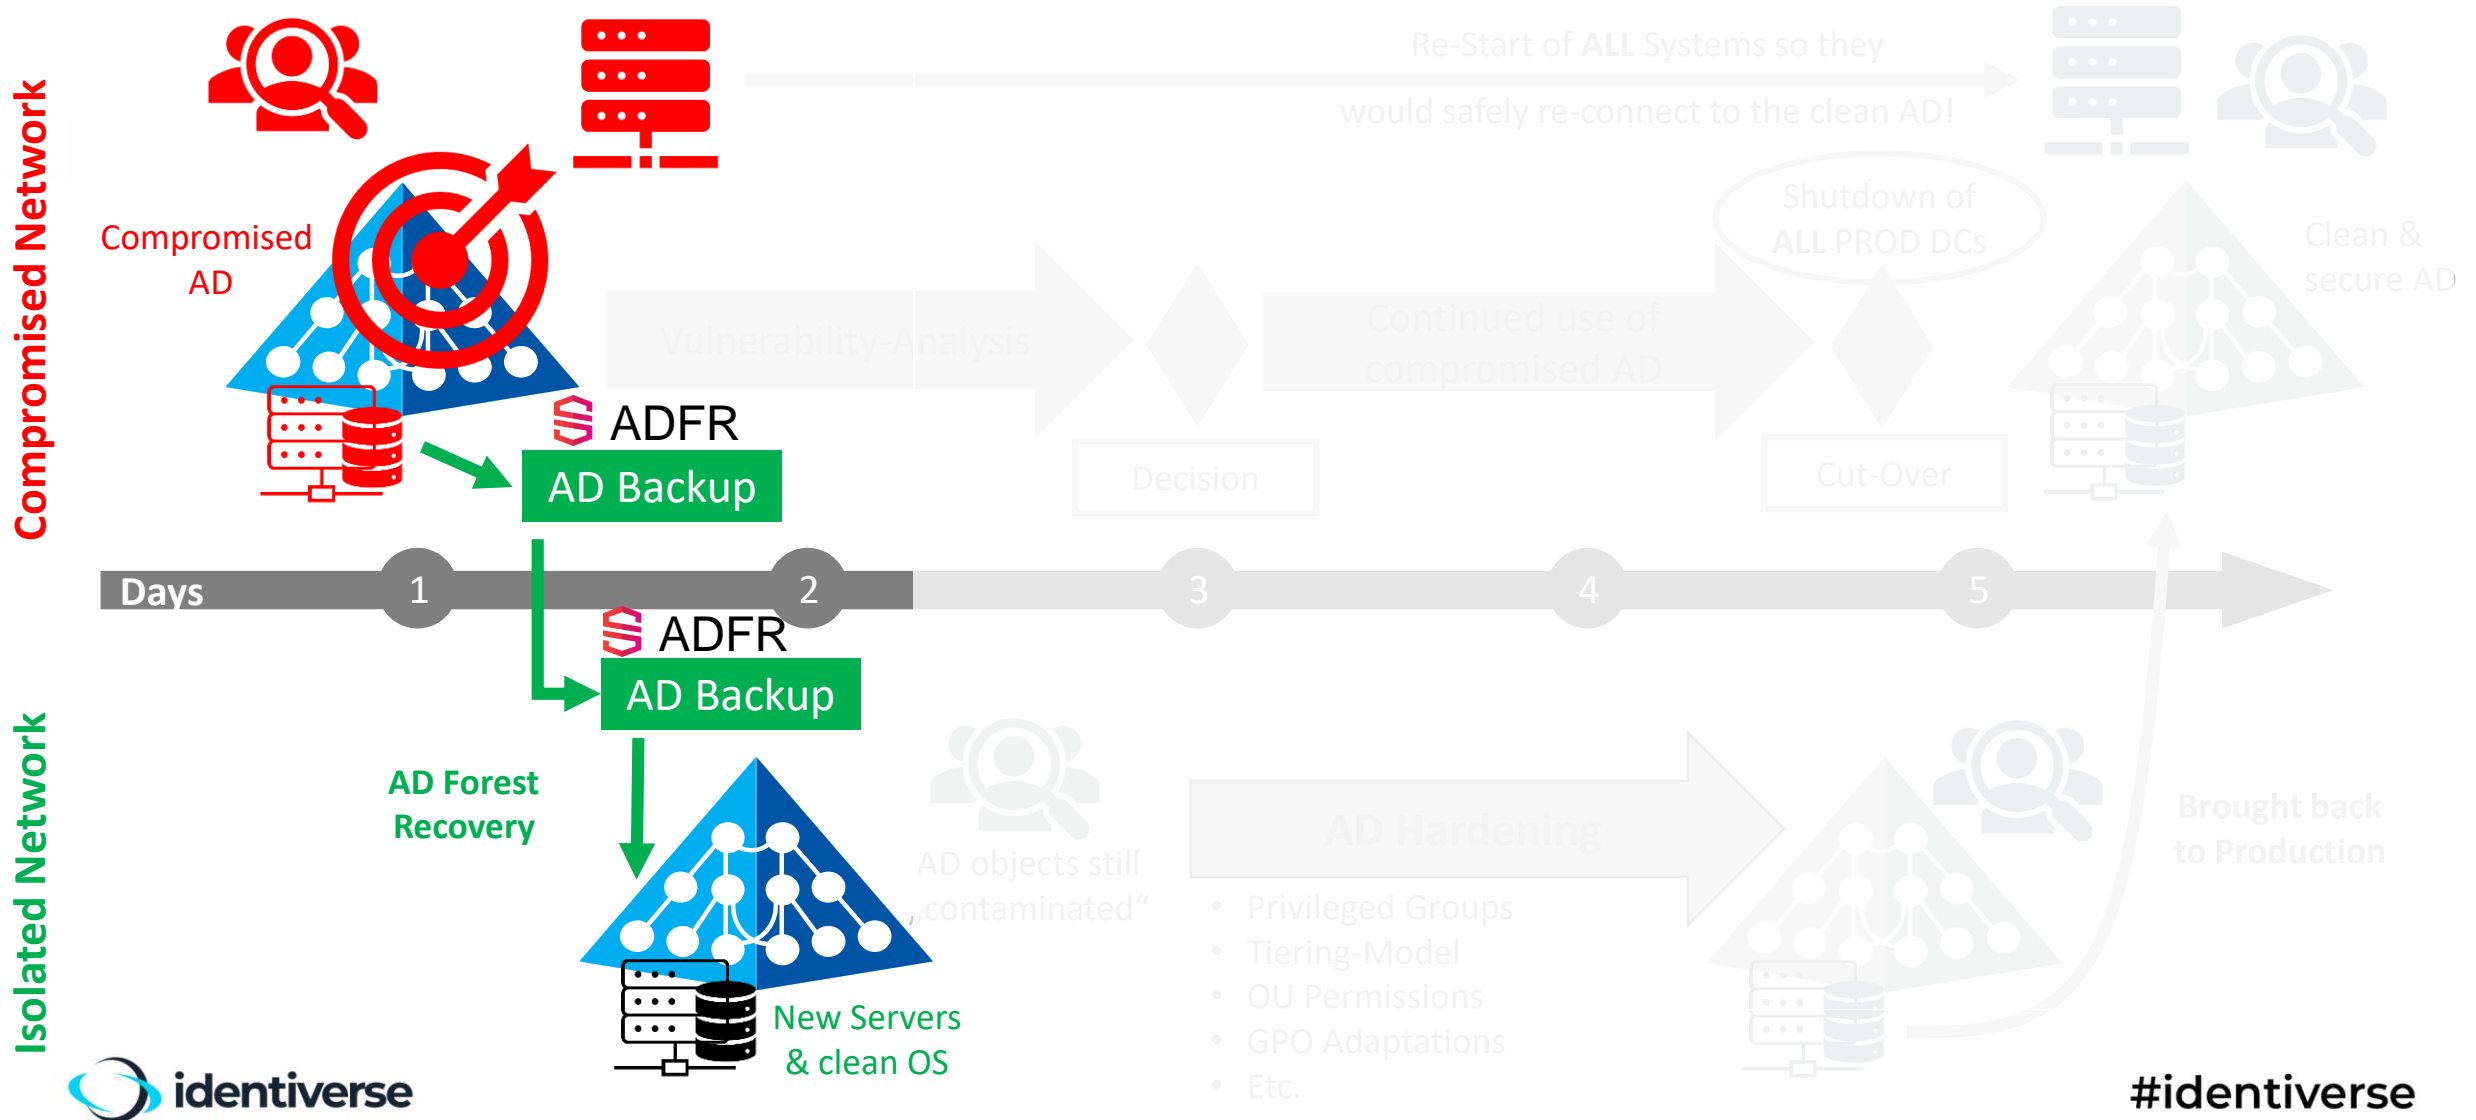 Compromised Network
Re-Start of ALL Systems so they
would safely re-connect to the clean AD!
Compromised
AD
Shutdown of
ALL PROD DCs
Clean &
secure AD
Vulnerability-Analysis
Continued use of
compromised AD
ADFR
AD Backup
Decision
Cut-Over
Days
1
2
3
4
5
ADFR
AD Backup
Isolated Network
AD Forest
Recovery
AD objects still
„contaminated“
AD Hardening
• Privileged Groups
• Tiering-Model
• OU Permissions
• GPO Adaptations
• Etc.
Brought back
to Production
New Servers
& clean OS
identiverse
#identiverse